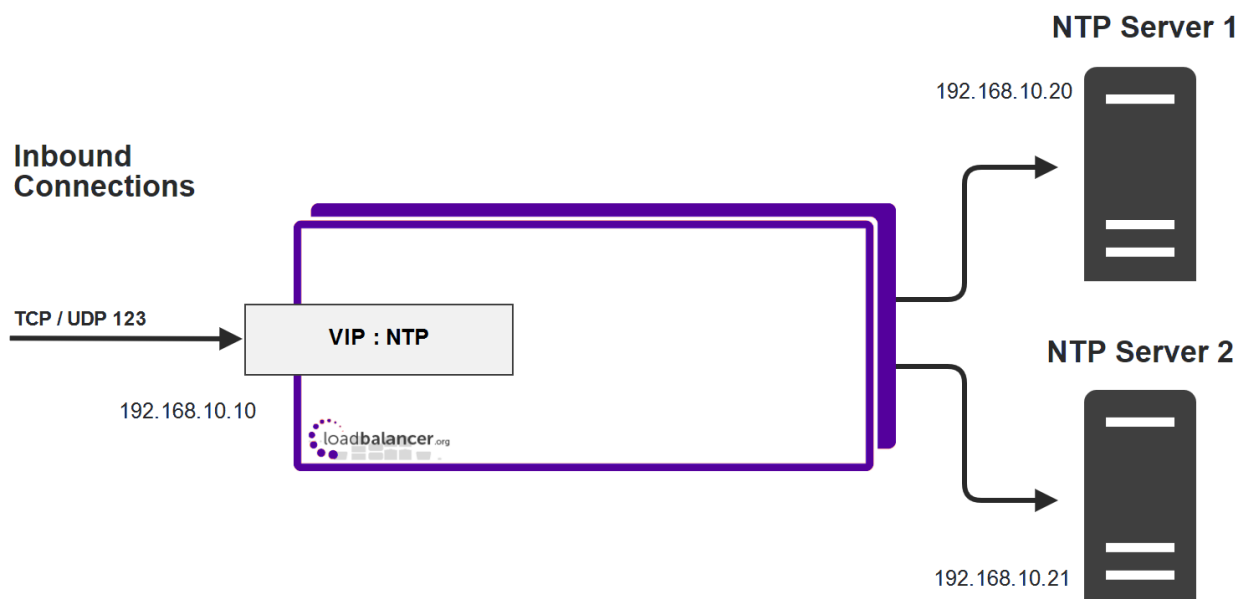 NTP Server 1
192.168.10.20
Inbound
Connections
TCP / UDP 123
VIP : NTP
192.168.10.10
loadbalancer.org
NTP Server 2
192.168.10.21